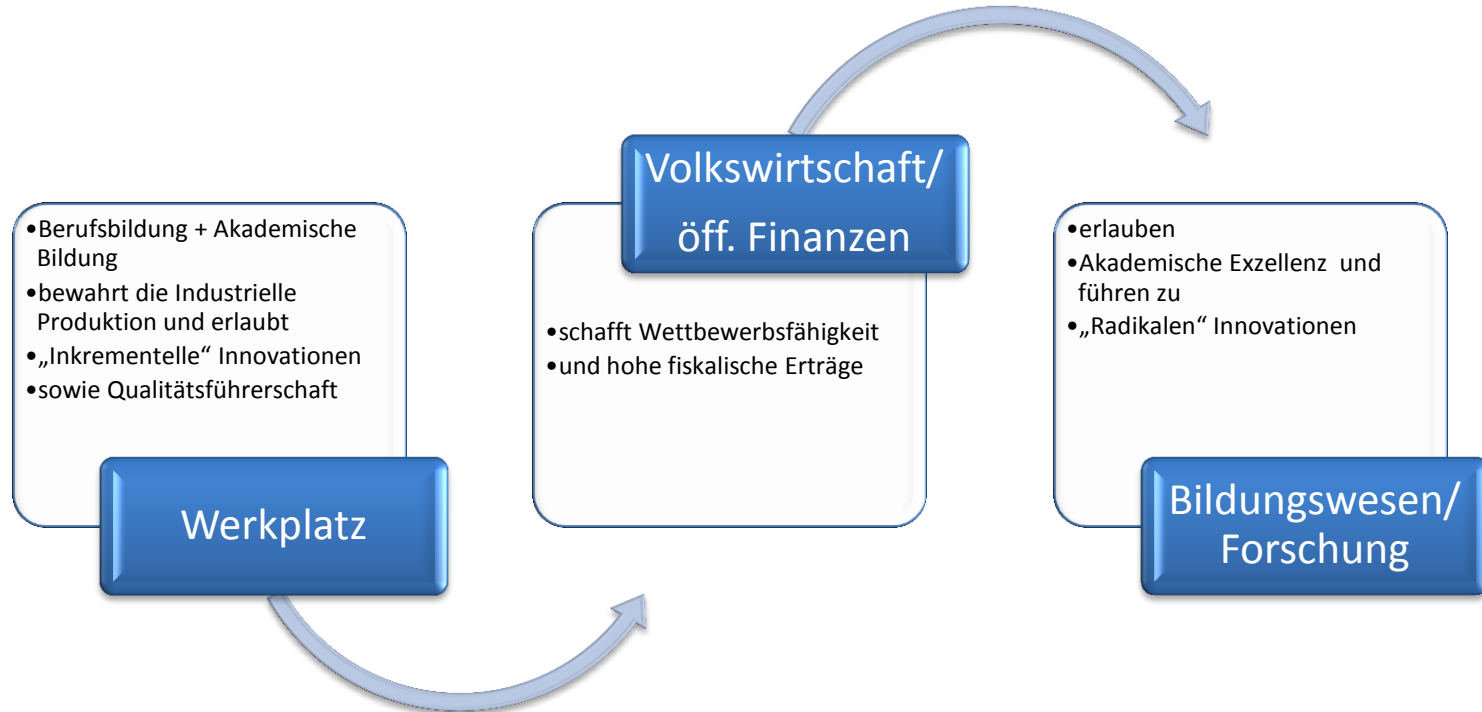 •Berufsbildung + Akademische
Bildung
•bewahrt die Industrielle
Produktion und erlaubt
•„Inkrementelle“ Innovationen
•sowie Qualitätsführerschaft
Werkplatz
Volkswirtschaft/
öff. Finanzen
•schafft Wettbewerbsfähigkeit
•und hohe fiskalische Erträge
•erlauben
•Akademische Exzellenz und
führen zu
•„Radikalen“ Innovationen
Bildungswesen/
Forschung